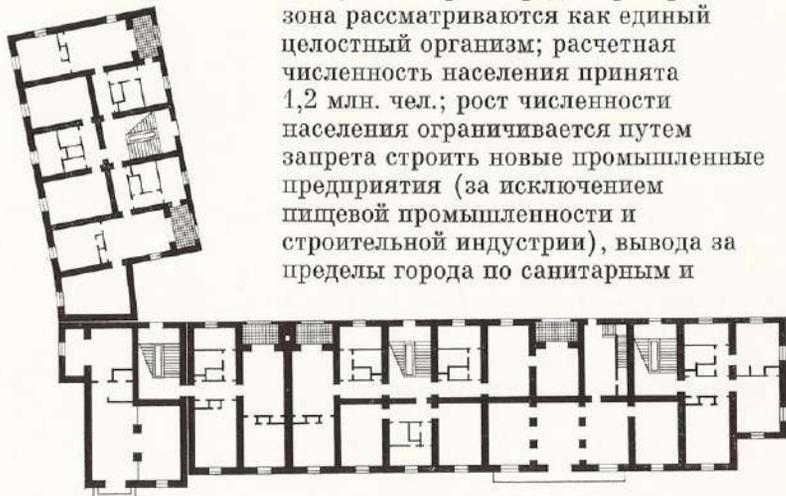 зона рассматриваются как единый
целостный организм; расчетная
численность населения принята
1,2 млн. чел.; рост численности
населения ограничивается путем
запрета строить новые промышленные
предприятия (за исключением
пищевой промышленности и
строительной индустрии), вывода за
пределы города по санитарным и